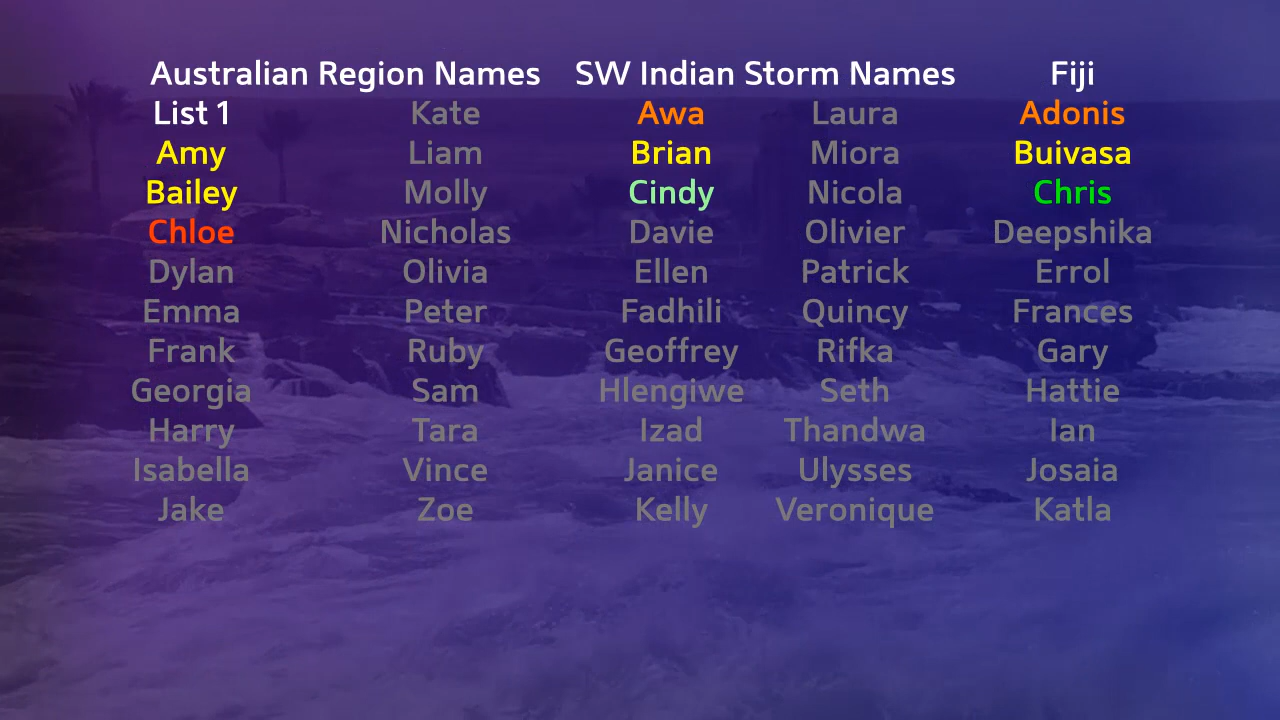 Australian Region Names SW Indian Storm Names Fiji
List 1 Kate Awa Laura Adonis
Amy Liam Brian Miora Buivasa
Bailey Molly Cindy Nicola Chris
Chloe Nicholas Davie Olivier Deepshika
Dylan Olivia Ellen Patrick Errol
Emma Peter Fadhili Quincy Frances
Frank Ruby Geoffrey Rifka Gary
Georgia Sam Hlengiwe Seth Hattie
Harry Tara Izad Thandwa Ian
Isabella Vince Janice Ulysses Josaia
Jake Zoe Kelly Veronique Katla